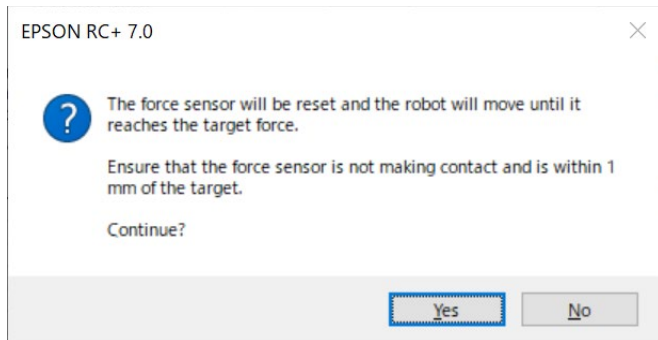 EPSON RC+ 7.0
?
The force sensor will be reset and the robot will move until it
reaches the target force.
Ensure that the force sensor is not making contact and is within 1
mm of the target.
Continue?
Yes
No